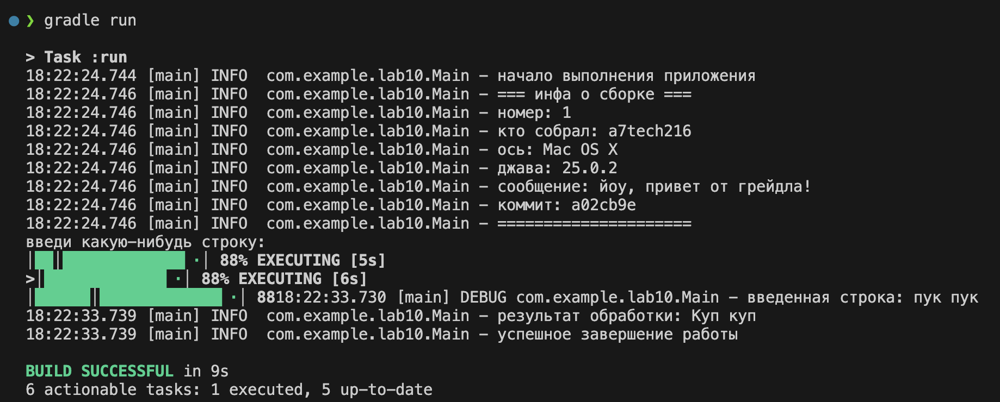 ❯ gradle run
> Task :run
18:22:24.744 [main] INFO  com.example.lab10.Main - начало выполнения приложения
18:22:24.746 [main] INFO  com.example.lab10.Main - === инфа о сборке ===
18:22:24.746 [main] INFO  com.example.lab10.Main - номер: 1
18:22:24.746 [main] INFO  com.example.lab10.Main - кто собрал: a7tech216
18:22:24.746 [main] INFO  com.example.lab10.Main - ось: Mac OS X
18:22:24.746 [main] INFO  com.example.lab10.Main - джава: 25.0.2
18:22:24.746 [main] INFO  com.example.lab10.Main - сообщение: йоу, привет от грейдла!
18:22:24.746 [main] INFO  com.example.lab10.Main - коммит: a02cb9e
18:22:24.746 [main] INFO  com.example.lab10.Main - =====================
введи какую-нибудь строку:
| | ·| 88% EXECUTING [5s]
>| ·| 88% EXECUTING [6s]
| | ·| 8818:22:33.730 [main] DEBUG com.example.lab10.Main - введенная строка: пук пук
18:22:33.739 [main] INFO  com.example.lab10.Main - результат обработки: Куп куп
18:22:33.739 [main] INFO  com.example.lab10.Main - успешное завершение работы
BUILD SUCCESSFUL in 9s
6 actionable tasks: 1 executed, 5 up-to-date